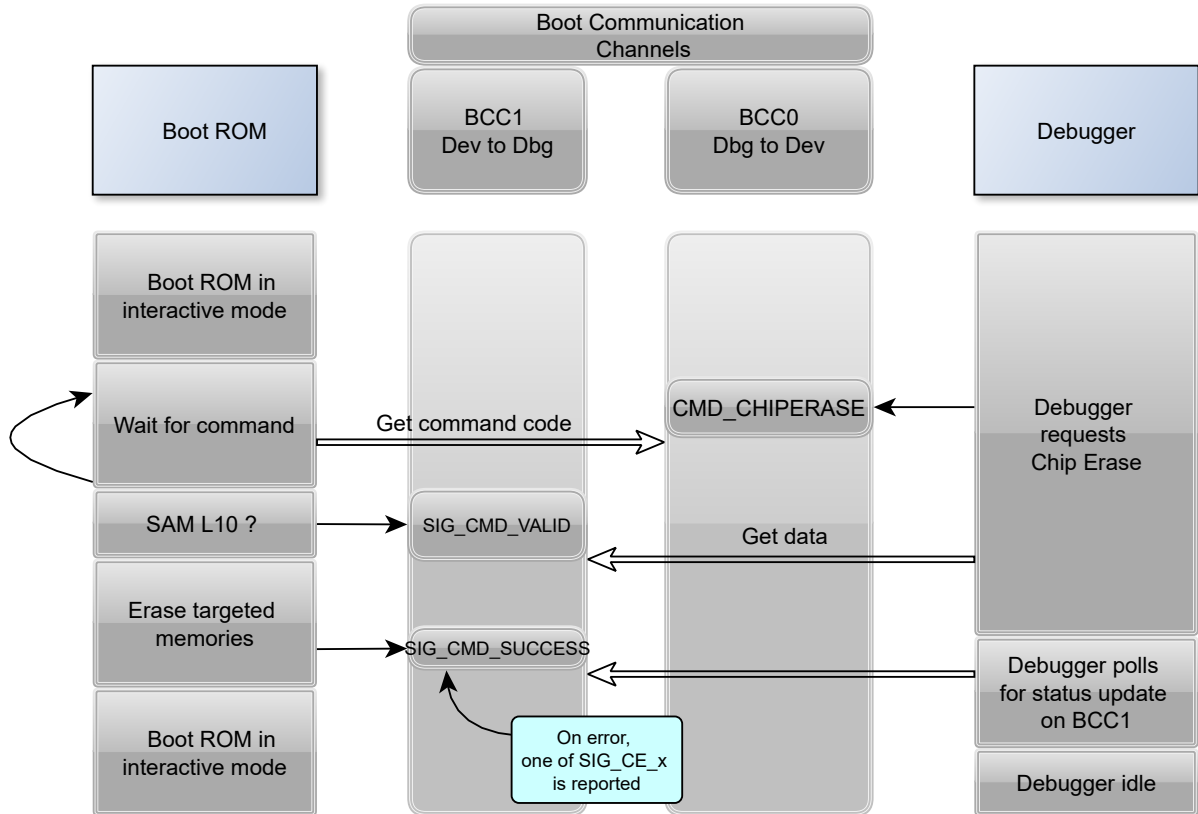 Boot Communication
Channels
Boot ROM
BCC1
Dev to Dbg
BCC0
Dbg to Dev
Debugger
Boot ROM in
interactive mode
Wait for command
Get command code
CMD_CHIPERASE
Debugger
requests
Chip Erase
SAM L10 ?
SIG_CMD_VALID
Get data
Erase targeted
memories
SIG_CMD_SUCCESS
Debugger polls
for status update
on BCC1
Boot ROM in
interactive mode
On error,
one of SIG_CE_x
is reported
Debugger idle